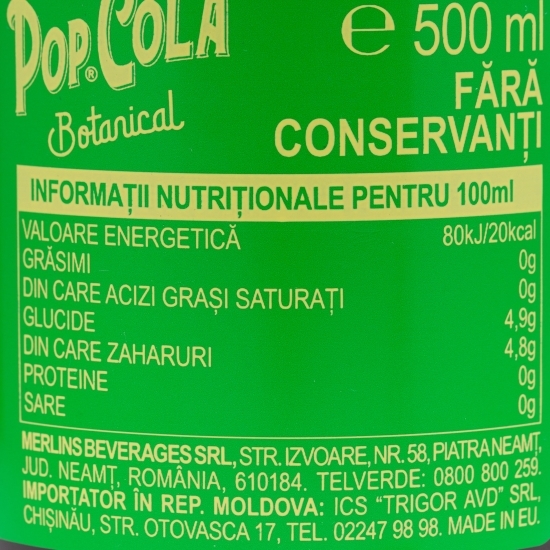 POP.COLA
®
Botanical
℮ 500 ml
FĂRĂ
CONSERVANȚI
INFORMAȚII NUTRIȚIONALE PENTRU 100ml
VALOARE ENERGETICĂ 80kJ/20kcal
GRĂSIMI 0g
DIN CARE ACIZI GRAȘI SATURAȚI 0g
GLUCIDE 4,9g
DIN CARE ZAHARURI 4,8g
PROTEINE 0g
SARE 0g
MERLINS BEVERAGES SRL, STR. IZVOARE, NR. 58, PIATRA NEAMȚ,
JUD. NEAMȚ, ROMÂNIA, 610184. TELVERDE: 0800 800 259.
IMPORTATOR ÎN REP. MOLDOVA: ICS "TRIGOR AVD" SRL,
CHIȘINĂU, STR. OTOVASCA 17, TEL. 02247 98 98. MADE IN EU.